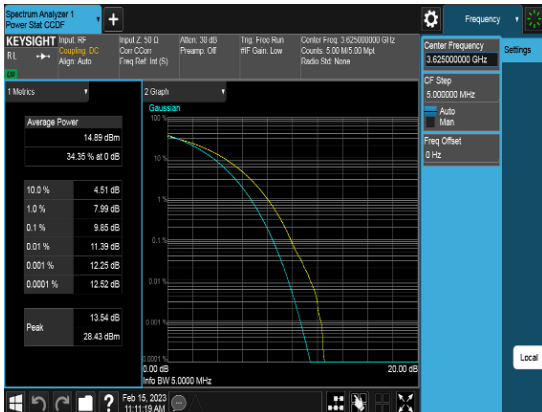 Spectrum Analyzer 1
Power Stat CCDF
Frequency
KEYSIGHT
RL
Input: RF
Coupling: DC
Align: Auto
Input Z: 50 Ω
Corr CCorr
Freq Ref: Int (S)
Atten: 30 dB
Preamp: Off
Trig: Free Run
#IF Gain: Low
Center Freq: 3.625000000 GHz
Counts: 5.00 M/5.00 Mpt
Radio Std: None
Center Frequency
3.625000000 GHz
Settings
CF Step
5.000000 MHz
Auto
Man
Freq Offset
0 Hz
1 Metrics
2 Graph
Gaussian
Average Power
14.89 dBm
34.35 % at 0 dB
10.0 % 4.51 dB
1.0 % 7.99 dB
0.1 % 9.85 dB
0.01 % 11.39 dB
0.001 % 12.25 dB
0.0001 % 12.52 dB
Peak
13.54 dB
28.43 dBm
100 %
10 %
1 %
0.1 %
0.01 %
0.001 %
0.0001 %
0.00 dB
20.00 dB
Info BW 5.0000 MHz
Local
Feb 15, 2023
11:11:19 AM